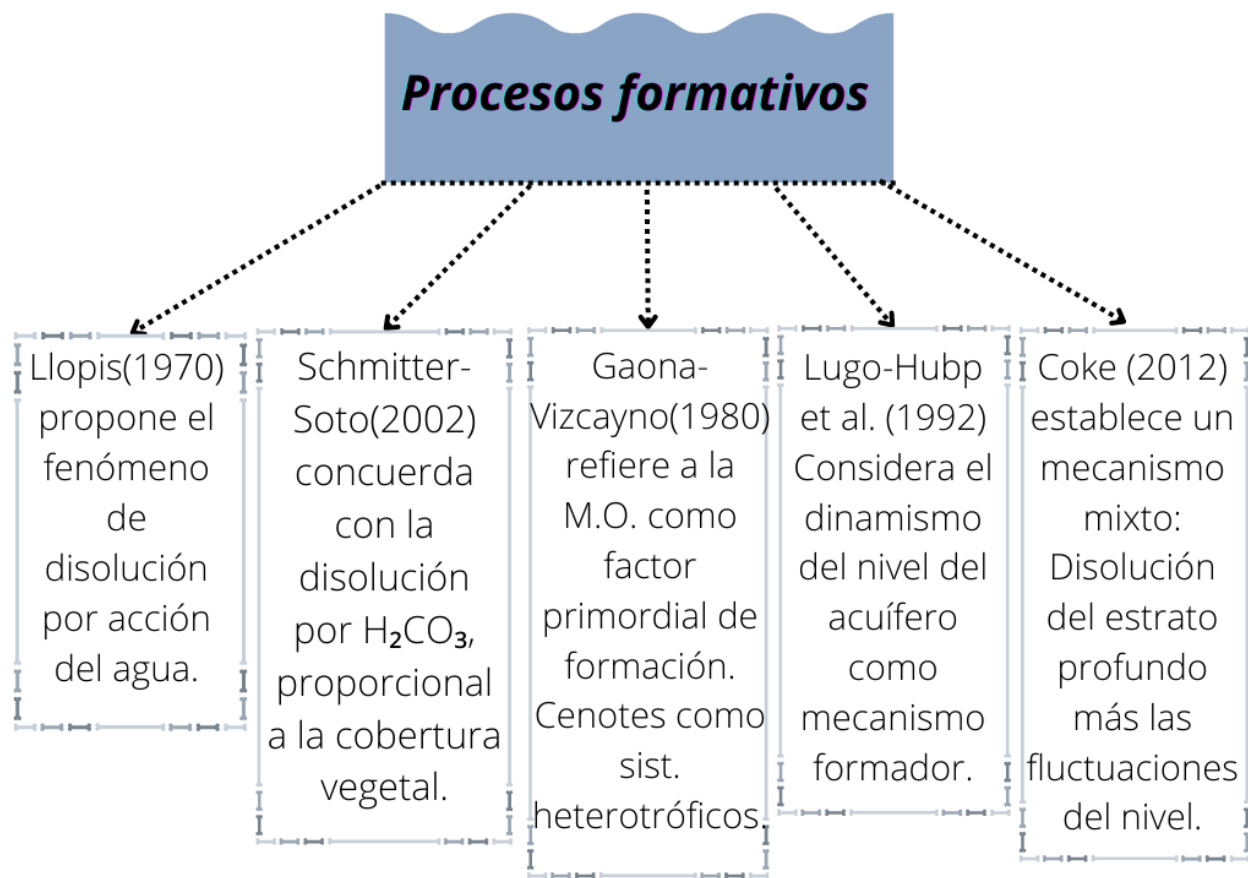 Procesos formativos
Llopis(1970)
propone el
fenómeno
de
disolución
por acción
del agua.
Schmitter-
Soto(2002)
concuerda
con la
disolución
por H₂CO₃,
proporcional
a la cobertura
vegetal.
Gaona-
Vizcayno(1980)
refiere a la
M.O. como
factor
primordial de
formación.
Cenotes como
sist.
heterotróficos.
Lugo-Hubp
et al. (1992)
Considera el
dinamismo
del nivel del
acuífero
como
mecanismo
formador.
Coke (2012)
establece un
mecanismo
mixto:
Disolución
del estrato
profundo
más las
fluctuaciones
del nivel.